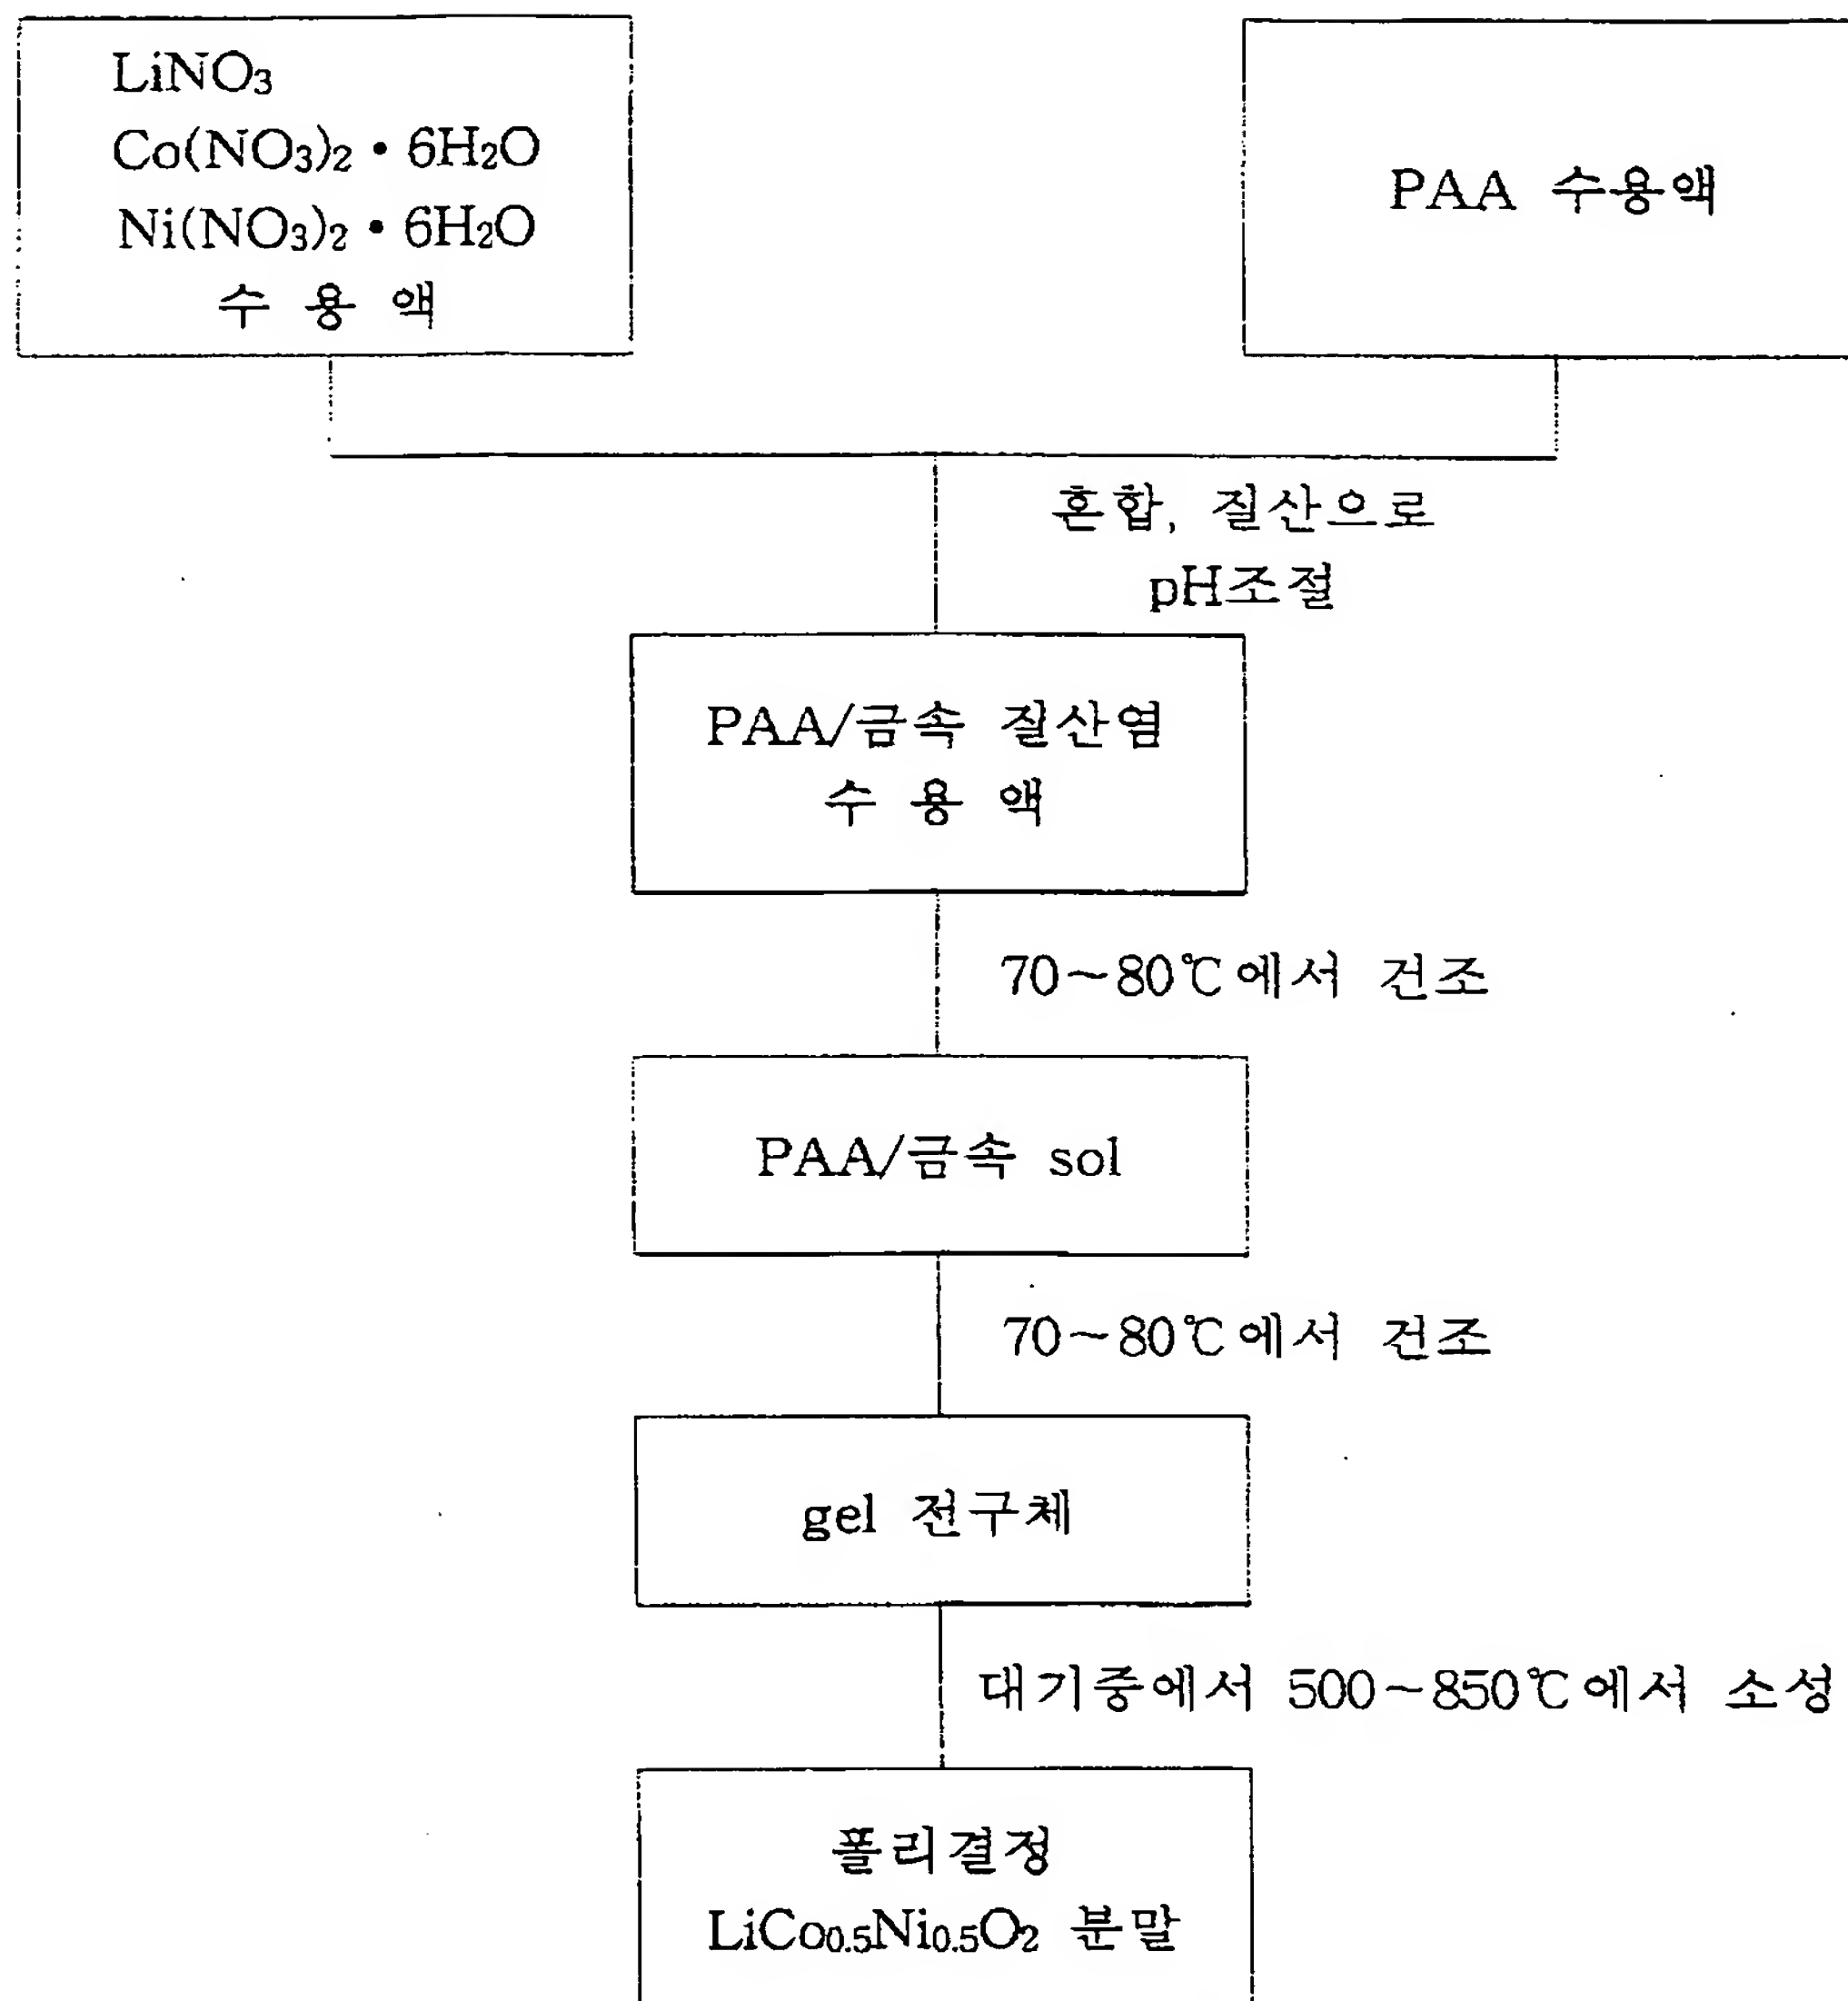 LiNO₃
Co(NO₃)₂・6H₂O
Ni(NO₃)₂・6H₂O
수 용 액
PAA 수용액
혼합, 질산으로
pH조절
PAA/금속 질산염
수 용 액
70~80℃에서 건조
PAA/금속 sol
70~80℃에서 건조
gel 전구체
대기중에서 500~850℃에서 소성
폴리결정
LiCo₀.₅Ni₀.₅O₂ 분말